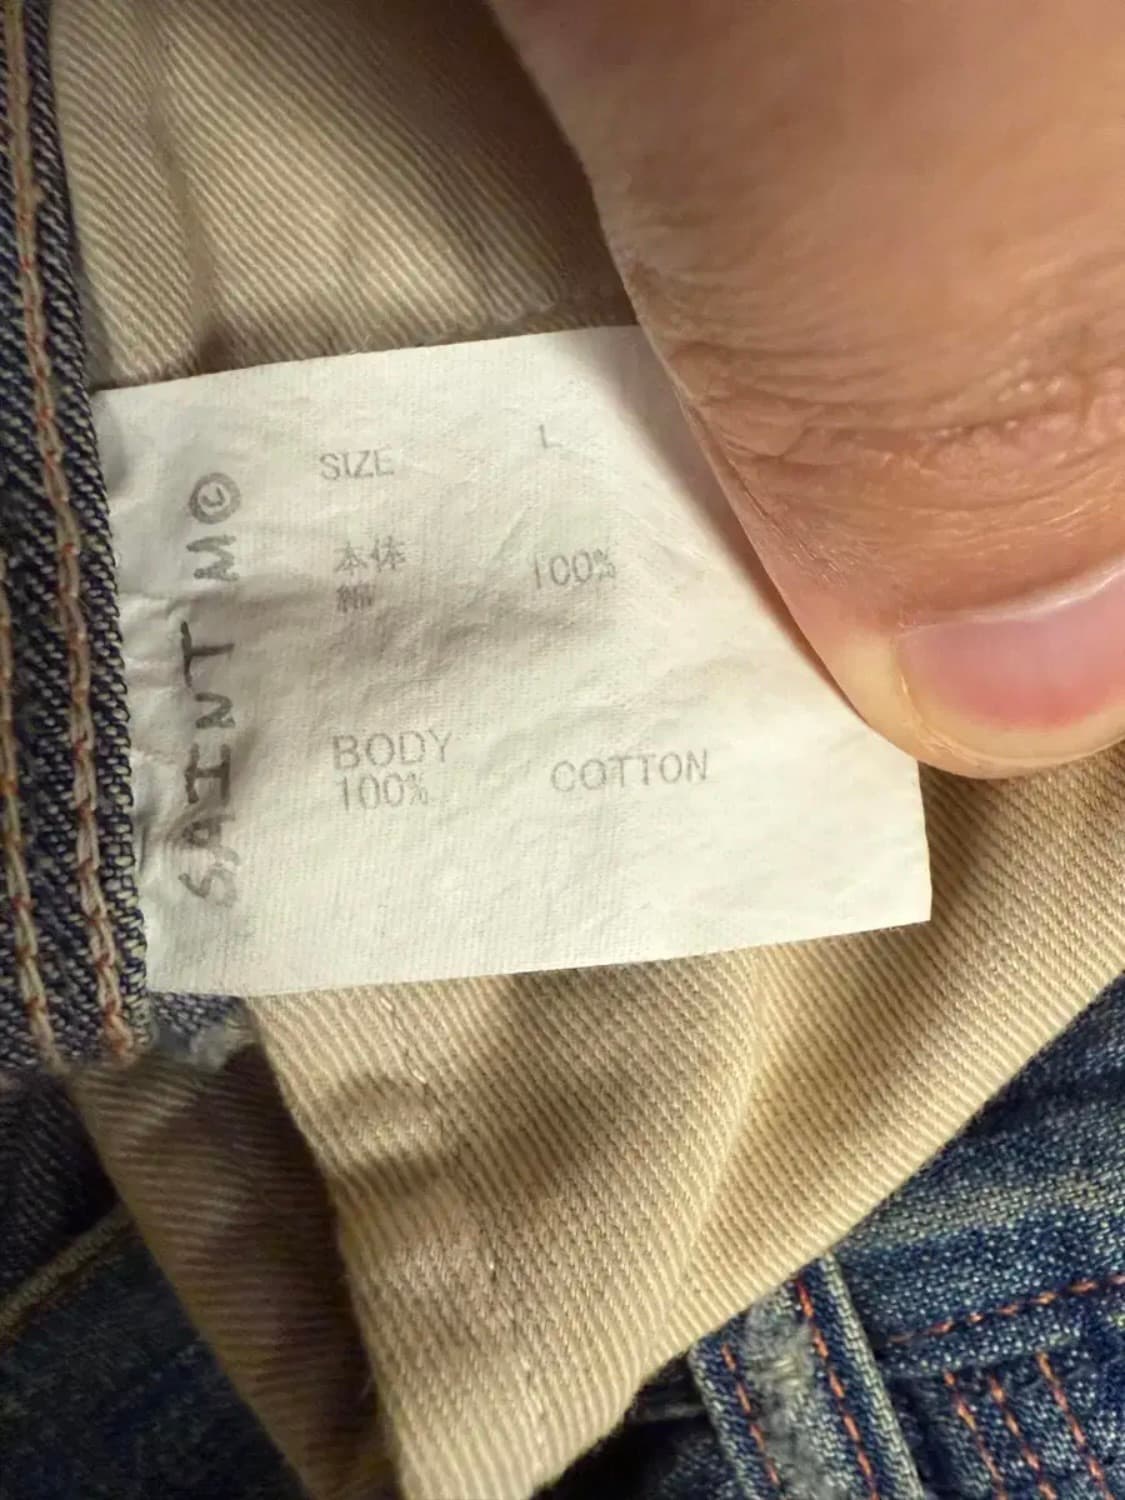 SAINT M©
SIZE L
本体
綿 100%
BODY
100% COTTON